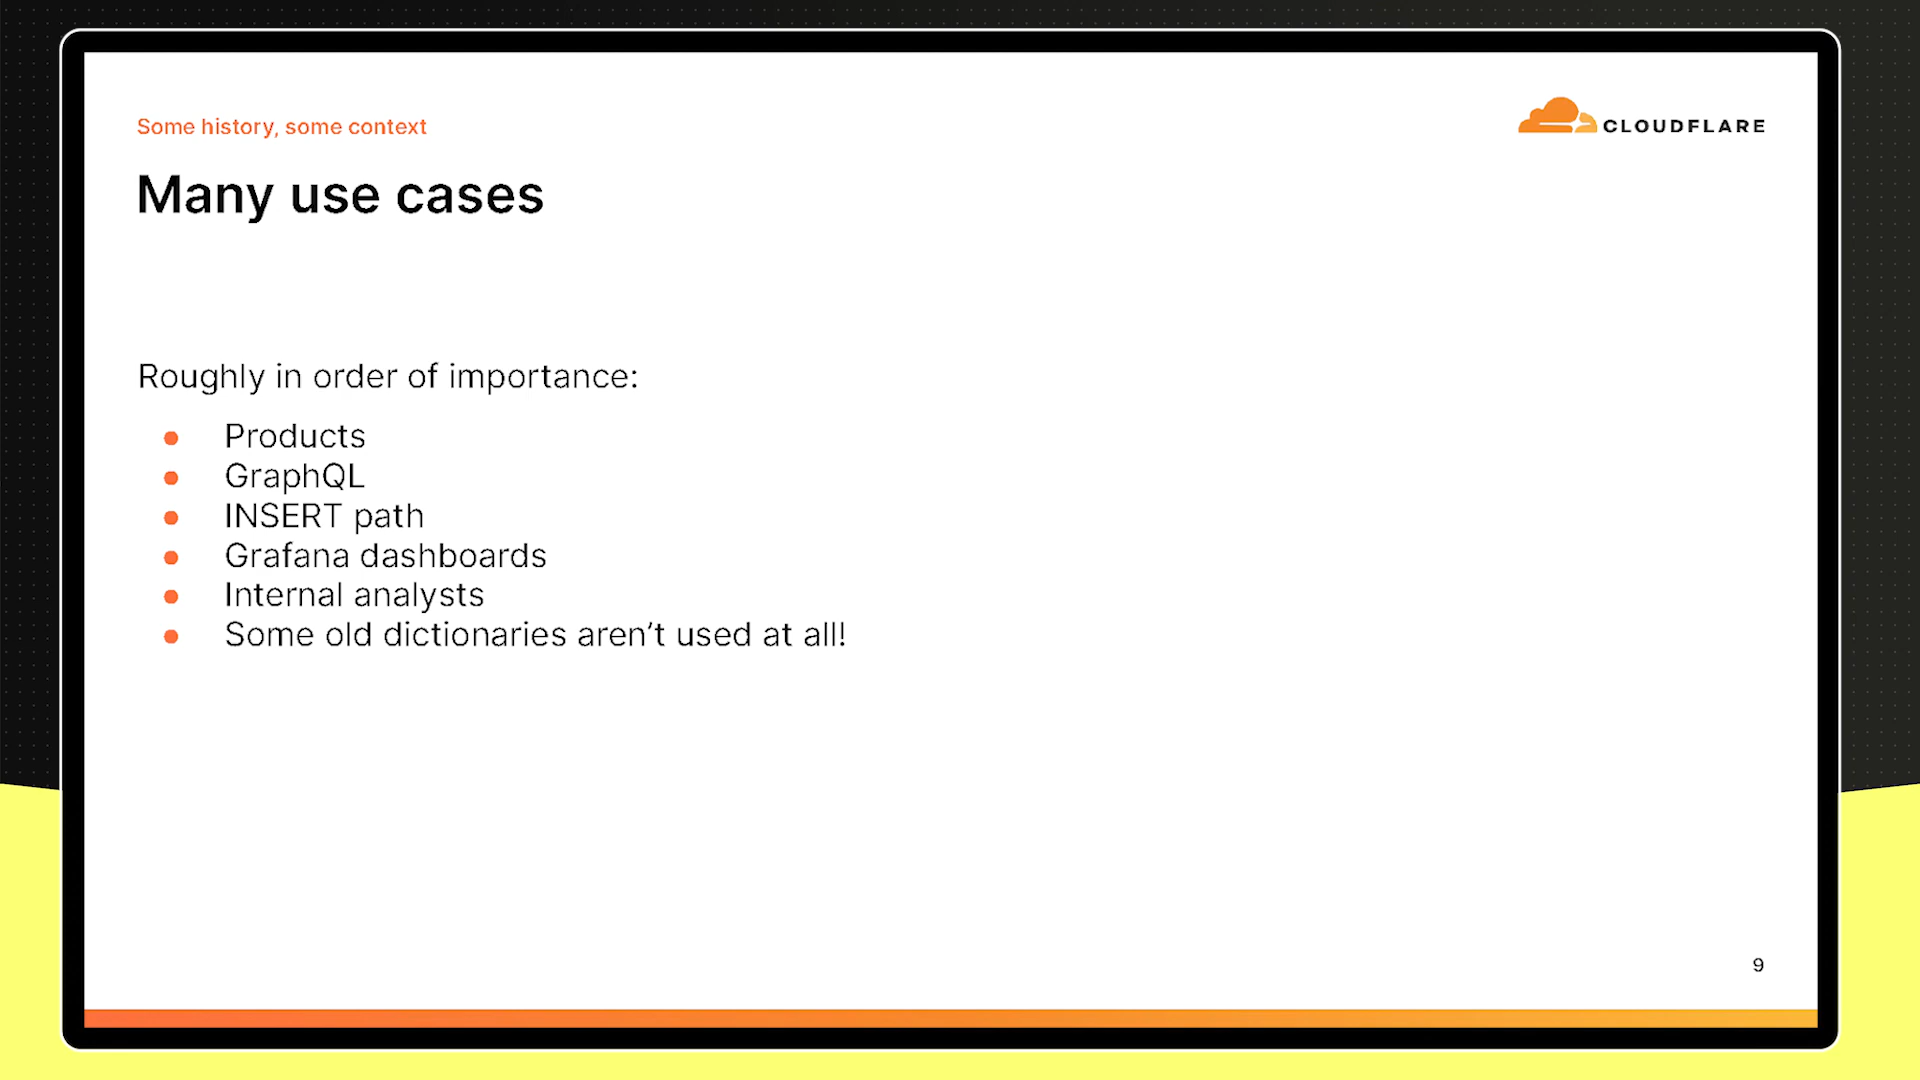 Some history, some context
CLOUDFLARE
Many use cases
Roughly in order of importance:
● Products
● GraphQL
● INSERT path
● Grafana dashboards
● Internal analysts
● Some old dictionaries aren’t used at all!
9